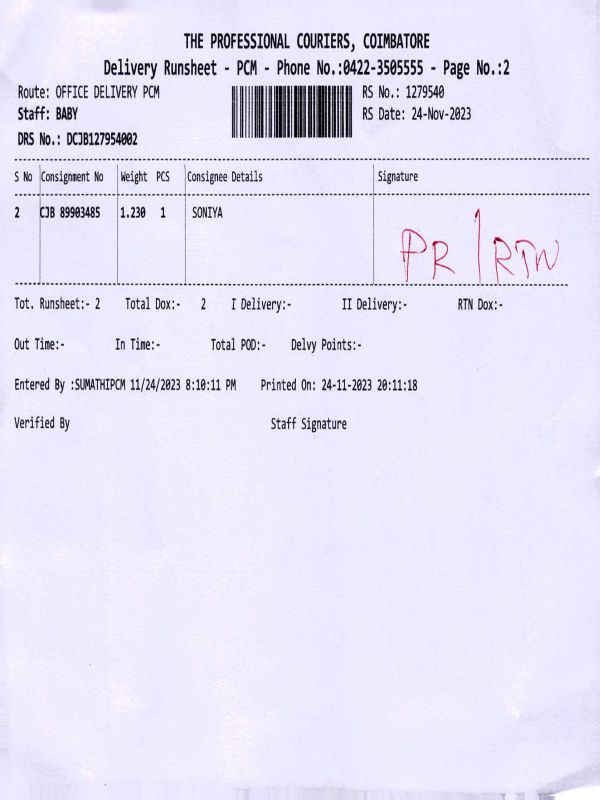 THE PROFESSIONAL COURIERS, COIMBATORE
Delivery Runsheet - PCM - Phone No.:0422-3505555 - Page No.:2
Route: OFFICE DELIVERY PCM RS No.: 1279540
Staff: BABY RS Date: 24-Nov-2023
DRS No.: DCJB127954002
S No Consignment No Weight PCS Consignee Details Signature
2 CJB 89903485 1.230 1 SONIYA
PR / RTN
Tot. Runsheet:- 2 Total Dox:- 2 I Delivery:- II Delivery:- RTN Dox:-
Out Time:- In Time:- Total POD:- Delvy Points:-
Entered By :SUMATHIPCM 11/24/2023 8:10:11 PM Printed On: 24-11-2023 20:11:18
Verified By Staff Signature